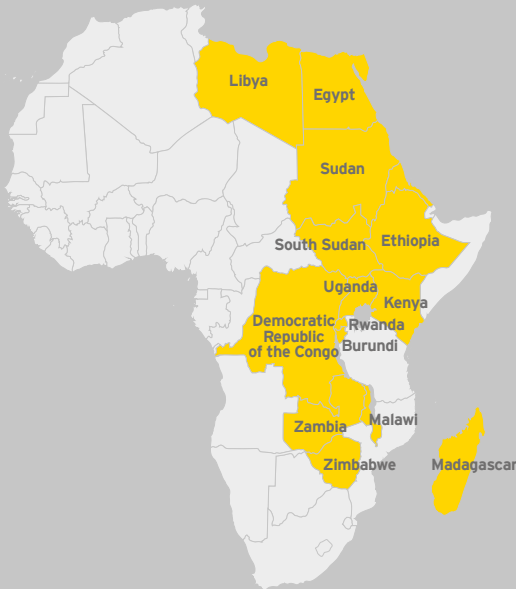 Libya
Egypt
Sudan
South Sudan
Ethiopia
Uganda
Kenya
Democratic
Republic
of the Congo
Rwanda
Burundi
Malawi
Zambia
Zimbabwe
Madagascar